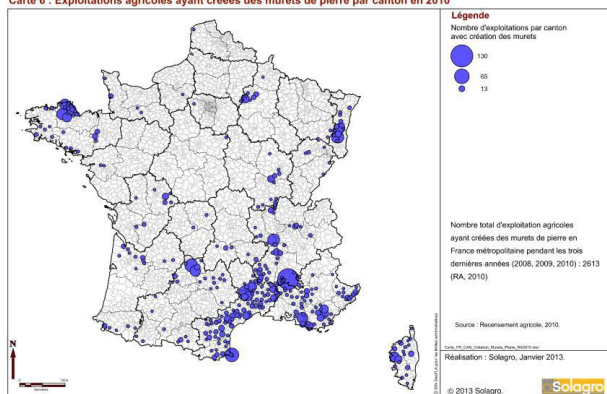 Carte 6 : Exploitations agricoles ayant créées des murets de pierre par canton en 2010
Légende
Nombre d'exploitations par canton
avec création des murets
130
65
13
Nombre total d'exploitation agricoles
ayant créées des murets de pierre en
France métropolitaine pendant les trois
dernières années (2008, 2009, 2010) : 2613
(RA, 2010)
Source : Recensement agricole, 2010.
Réalisation : Solagro, Janvier 2013.
© 2013 Solagro.
Solagro
N